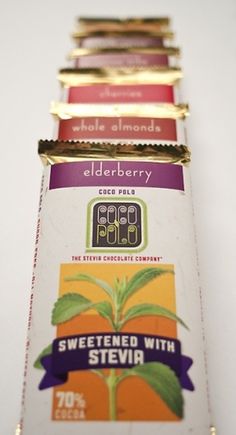 cherries
whole almonds
elderberry
COCO POLO
COCO
POLO
THE STEVIA CHOCOLATE COMPANY
SWEETENED WITH
STEVIA
70%
COCOA